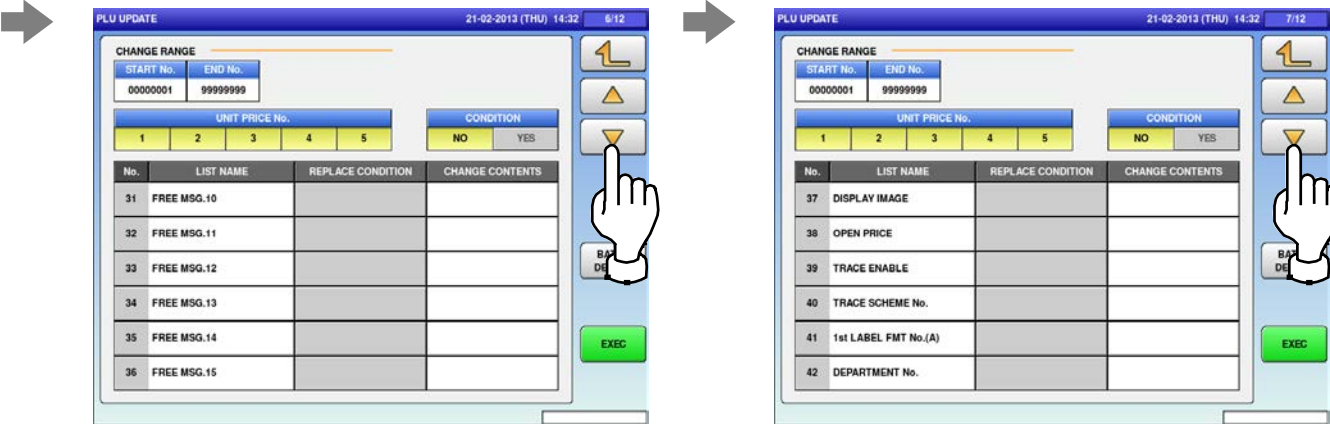 PLU UPDATE 21-02-2013 (THU) 14:32 6/12
CHANGE RANGE
START No. END No.
00000001 99999999
UNIT PRICE No. CONDITION
1 2 3 4 5 NO YES
No. LIST NAME REPLACE CONDITION CHANGE CONTENTS
31 FREE MSG.10
32 FREE MSG.11
33 FREE MSG.12
34 FREE MSG.13
35 FREE MSG.14
36 FREE MSG.15
EXEC
PLU UPDATE 21-02-2013 (THU) 14:32 7/12
CHANGE RANGE
START No. END No.
00000001 99999999
UNIT PRICE No. CONDITION
1 2 3 4 5 NO YES
No. LIST NAME REPLACE CONDITION CHANGE CONTENTS
37 DISPLAY IMAGE
38 OPEN PRICE
39 TRACE ENABLE
40 TRACE SCHEME No.
41 1st LABEL FMT No.(A)
42 DEPARTMENT No.
EXEC